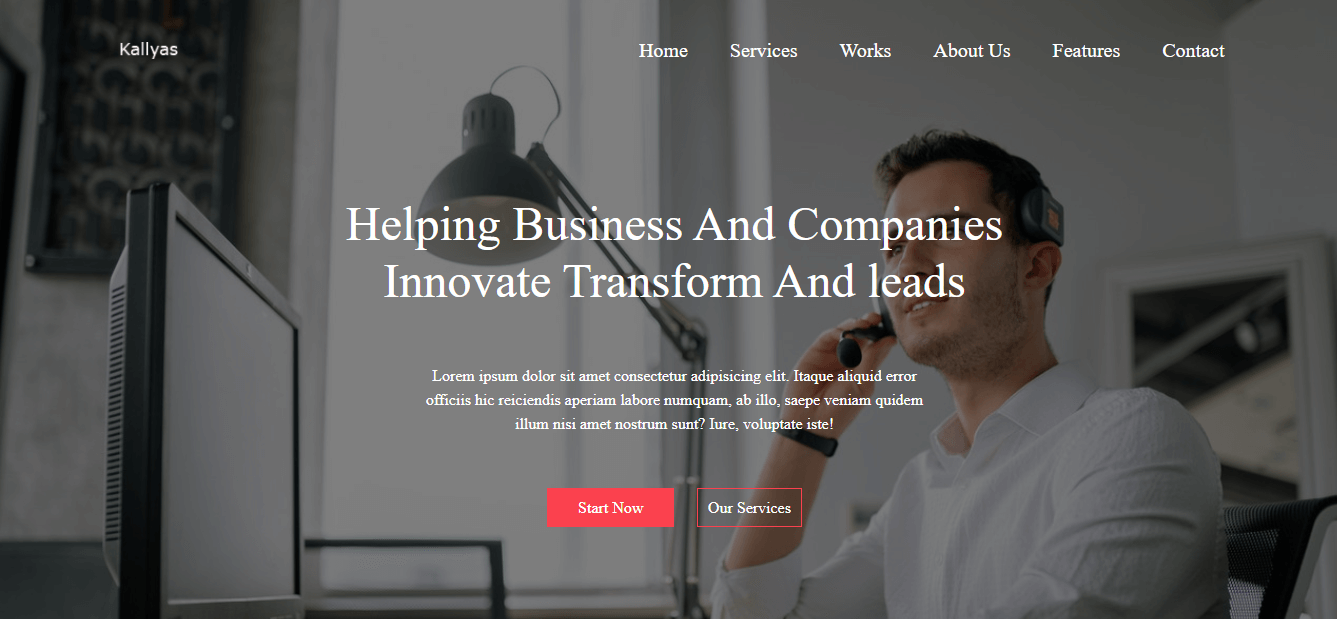 Kallyas
Home Services Works About Us Features Contact
Helping Business And Companies
Innovate Transform And leads
Lorem ipsum dolor sit amet consectetur adipisicing elit. Itaque aliquid error
officiis hic reiciendis aperiam labore numquam, ab illo, saepe veniam quidem
illum nisi amet nostrum sunt? Iure, voluptate iste!
Start Now
Our Services